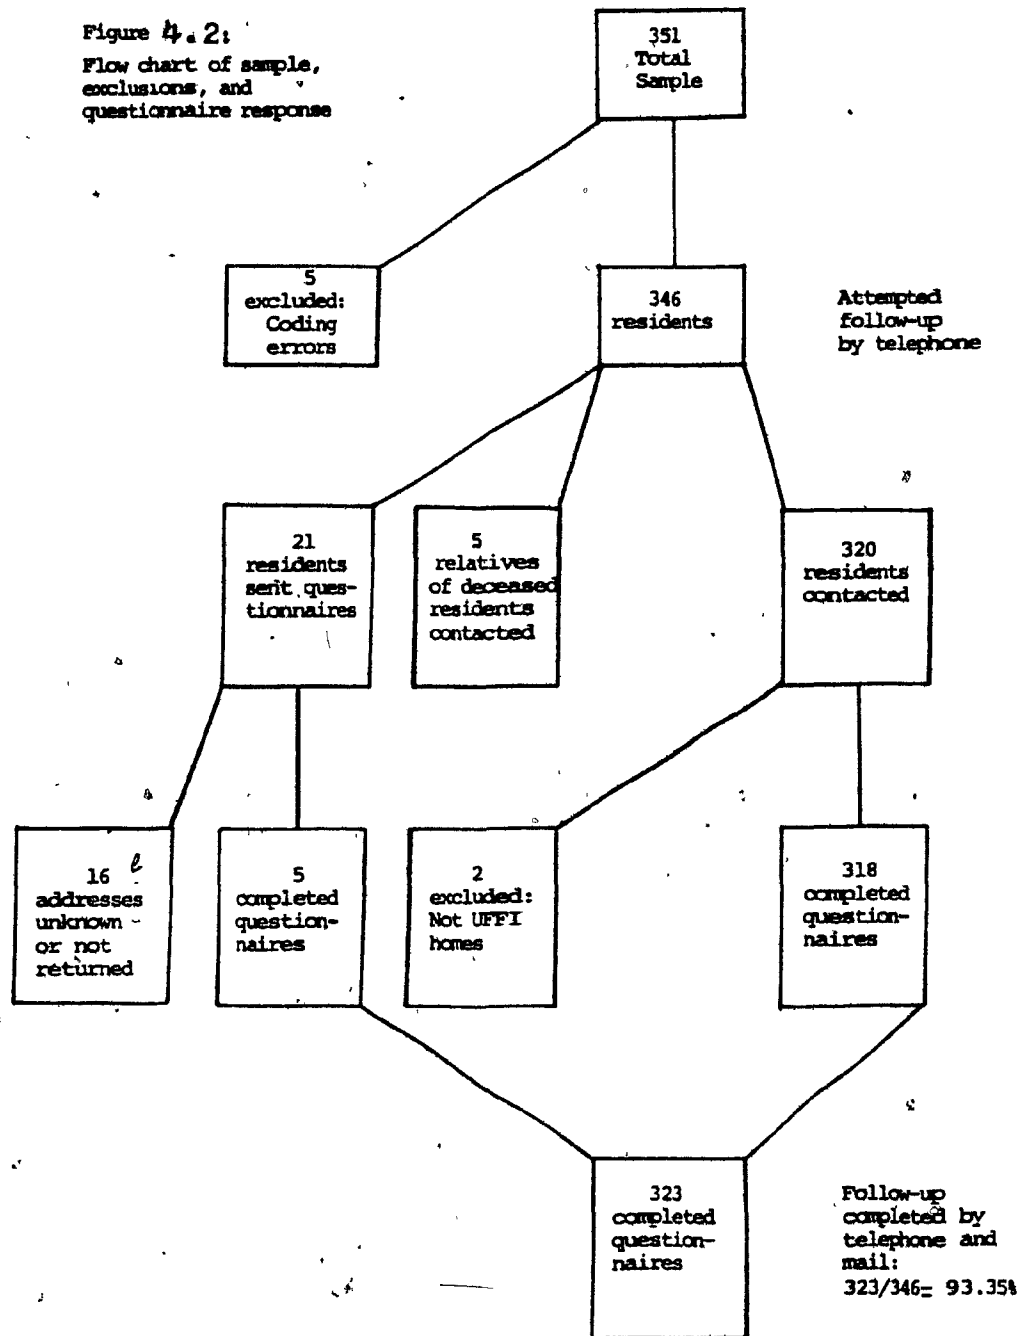 Figure 4.2:
Flow chart of sample,
exclusions, and
questionnaire response
351
Total
Sample
5
excluded:
Coding
errors
346
residents
Attempted
follow-up
by telephone
21
residents
sent ques-
tionnaires
5
relatives
of deceased
residents
contacted
320
residents
contacted
16
addresses
unknown
or not
returned
5
completed
question-
naires
2
excluded:
Not UFFI
homes
318
completed
question-
naires
323
completed
question-
naires
Follow-up
completed by
telephone and
mail:
323/346= 93.35%